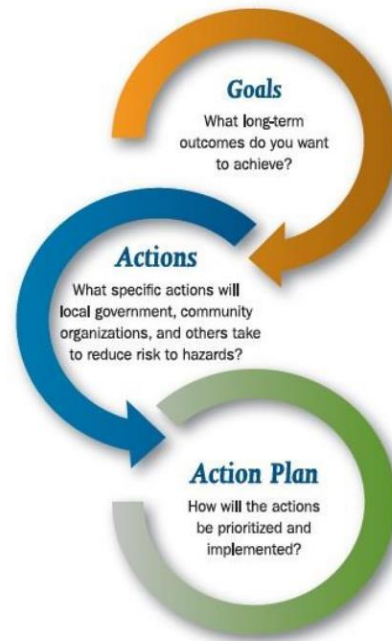 Goals
What long-term
outcomes do you want
to achieve?
Actions
What specific actions will
local government, community
organizations, and others take
to reduce risk to hazards?
Action Plan
How will the actions
be prioritized and
implemented?